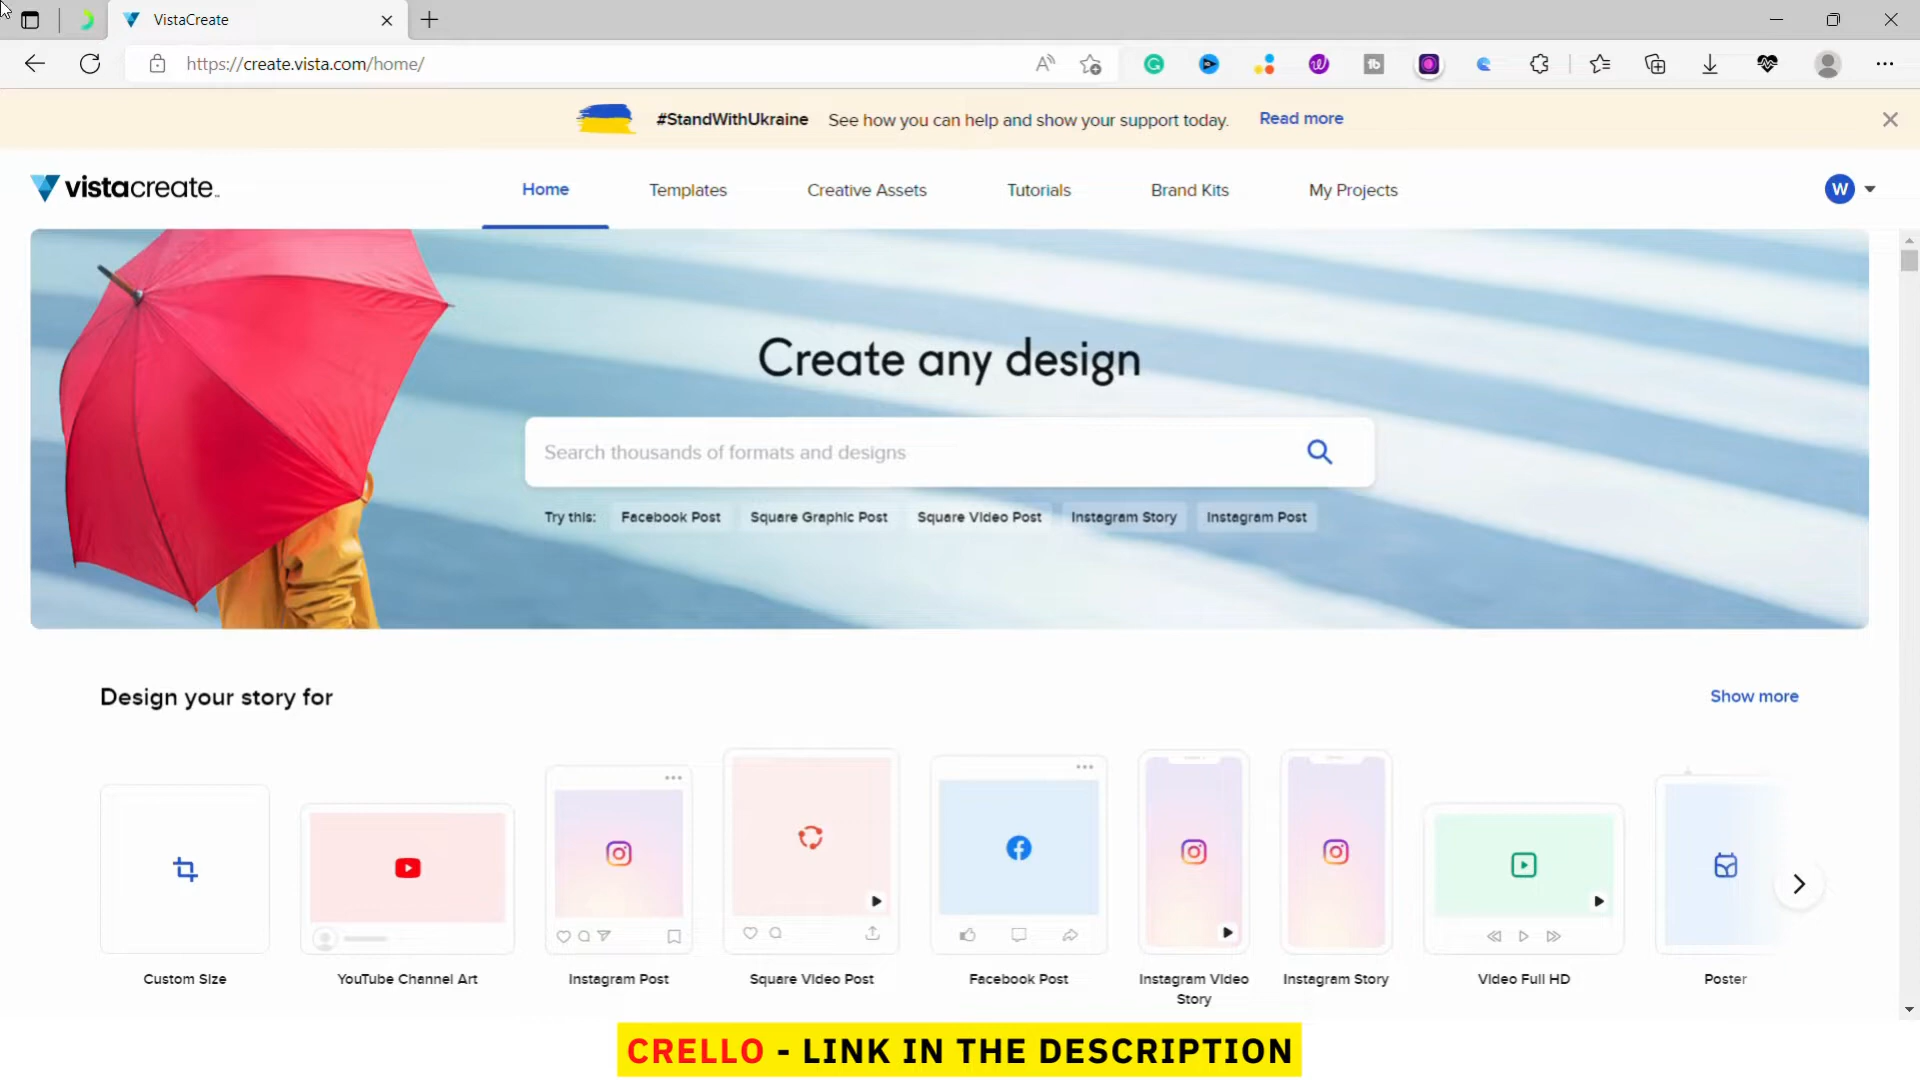 VistaCreate
https://create.vista.com/home/
#StandWithUkraine See how you can help and show your support today. Read more
vistacreate
Home Templates Creative Assets Tutorials Brand Kits My Projects
W
Create any design
Search thousands of formats and designs
Try this: Facebook Post Square Graphic Post Square Video Post Instagram Story Instagram Post
Design your story for
Show more
Custom Size YouTube Channel Art Instagram Post Square Video Post Facebook Post Instagram Video Story Instagram Story Video Full HD Poster
CRELLO - LINK IN THE DESCRIPTION